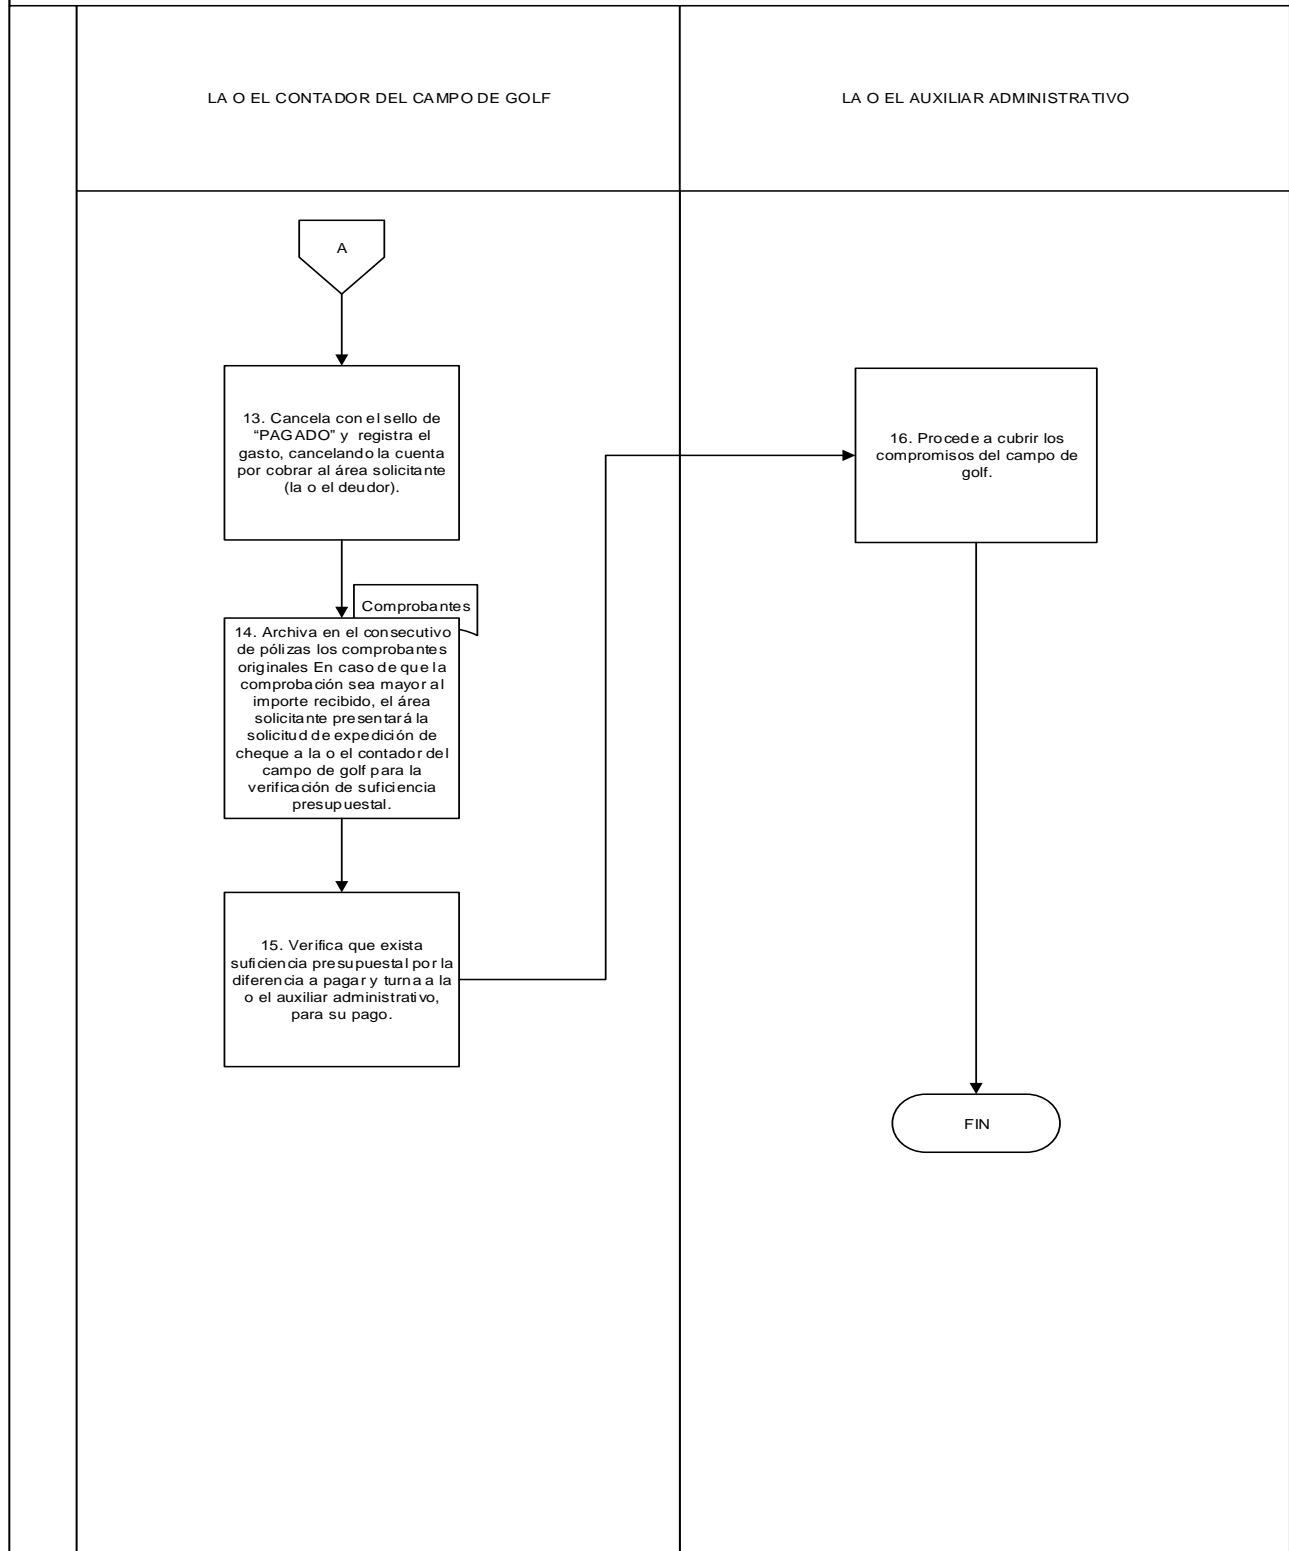 LA O EL CONTADOR DEL CAMPO DE GOLF
LA O EL AUXILIAR ADMINISTRATIVO
A
13. Cancela con el sello de
“PAGADO” y registra el
gasto, cancelando la cuenta
por cobrar al área solicitante
(la o el deudor).
Comprobantes
14. Archiva en el consecutivo
de pólizas los comprobantes
originales En caso de que la
comprobación sea mayor al
importe recibido, el área
solicitante presentará la
solicitud de expedición de
cheque a la o el contador del
campo de golf para la
verificación de suficiencia
presupuestal.
15. Verifica que exista
suficiencia presupuestal por la
diferencia a pagar y turna a la
o el auxiliar administrativo,
para su pago.
16. Procede a cubrir los
compromisos del campo de
golf.
FIN